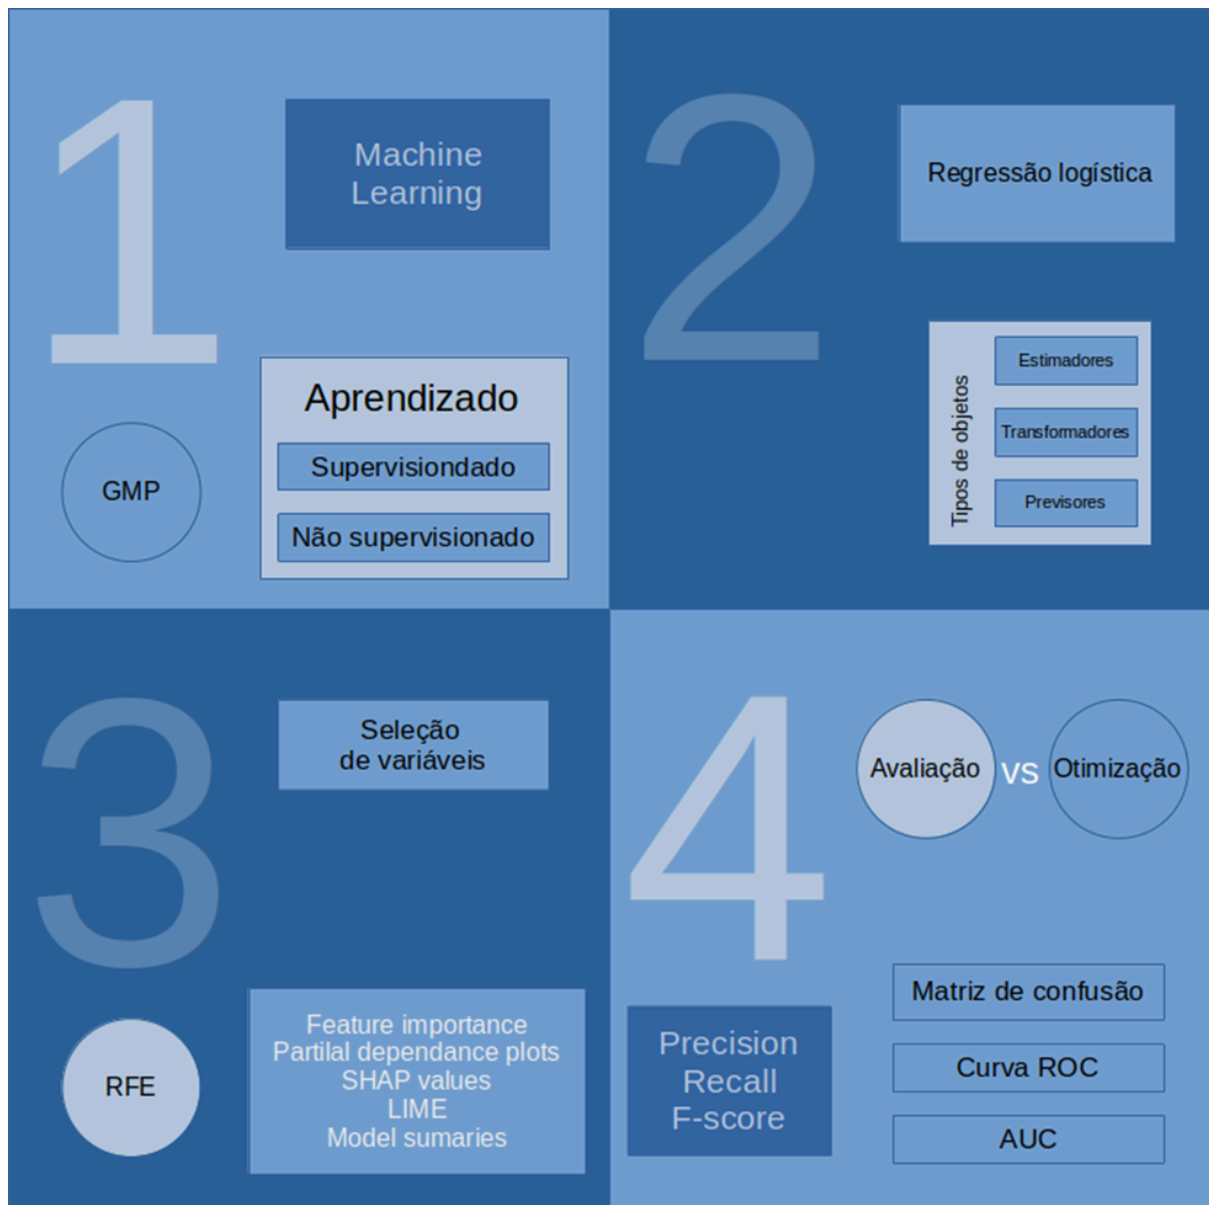 1
Machine
Learning
GMP
Aprendizado
Supervisiondado
Não supervisionado
2
Regressão logística
Tipos de objetos
Estimadores
Transformadores
Previsores
3
Seleção
de variáveis
RFE
Feature importance
Partilal dependance plots
SHAP values
LIME
Model sumaries
4
Avaliação vs Otimização
Precision
Recall
F-score
Matriz de confusão
Curva ROC
AUC